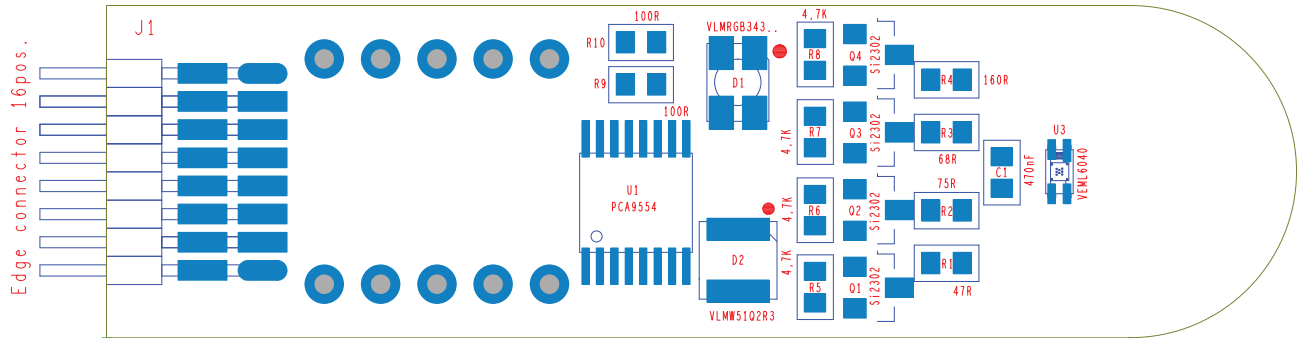 J1
Edge connector 16pos.
100R
R10
R9
100R
U1
PCA9554
VLMRGB343..
D1
D2
VLMW51Q2R3
4,7K
R8
Q4
Si2302
R4
160R
4,7K
R7
Q3
Si2302
R3
68R
4,7K
R6
Q2
Si2302
75R
R2
4,7K
R5
Q1
Si2302
R1
47R
C1
470nF
U3
VEML6040